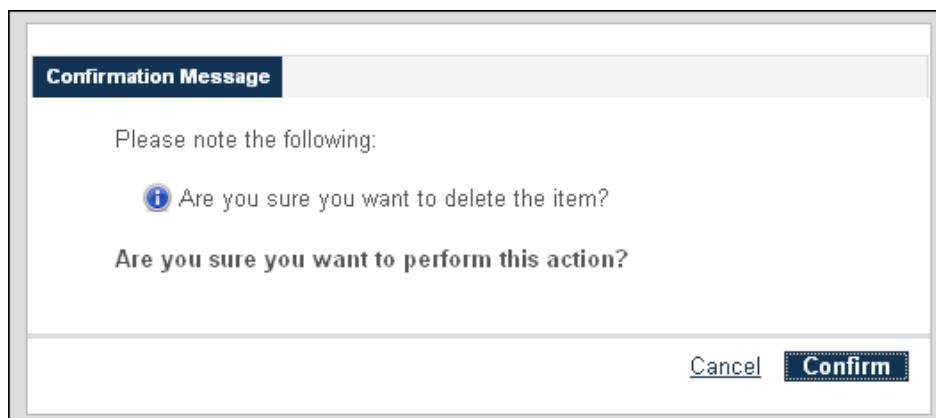 Confirmation Message
Please note the following:
Are you sure you want to delete the item?
Are you sure you want to perform this action?
Cancel Confirm